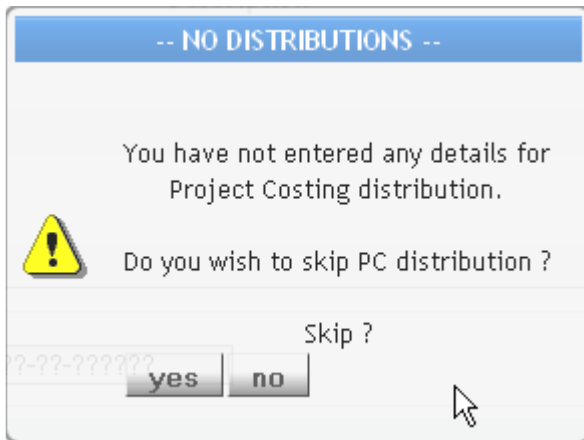 -- NO DISTRIBUTIONS --
You have not entered any details for
Project Costing distribution.
Do you wish to skip PC distribution ?
Skip ?
??-??-??????
yes no